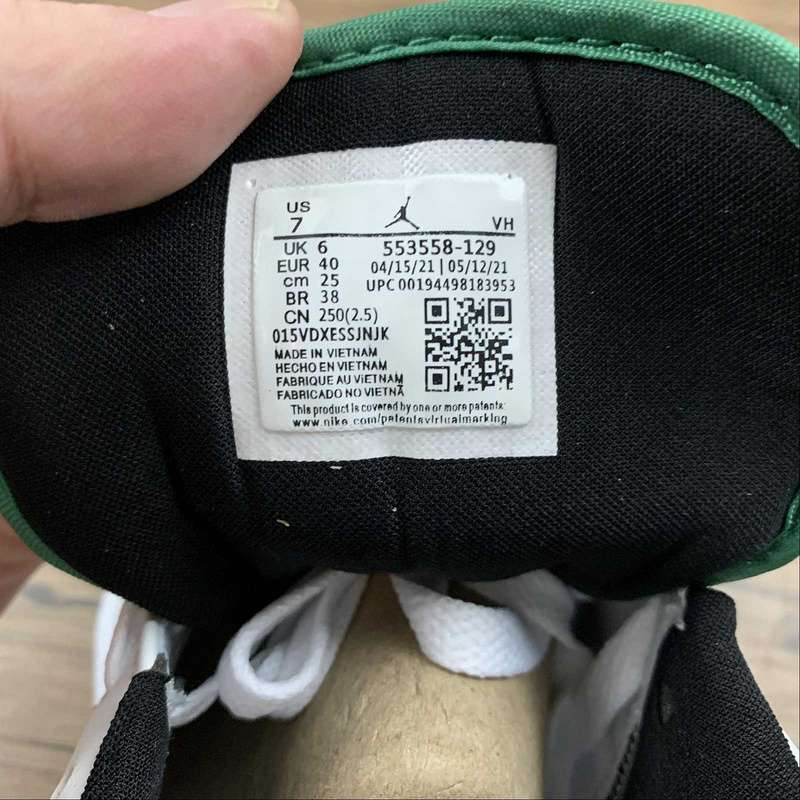 US
7
VH
UK 6
553558-129
EUR 40
04/15/21 | 05/12/21
cm 25
UPC 00194498183953
BR 38
CN 250(2.5)
015VDXESSJNJK
MADE IN VIETNAM
HECHO EN VIETNAM
FABRIQUE AU VIETNAM
FABRICADO NO VIETNÃ
This product is covered by one or more patents:
www.nike.com/patentsvirtualmarking